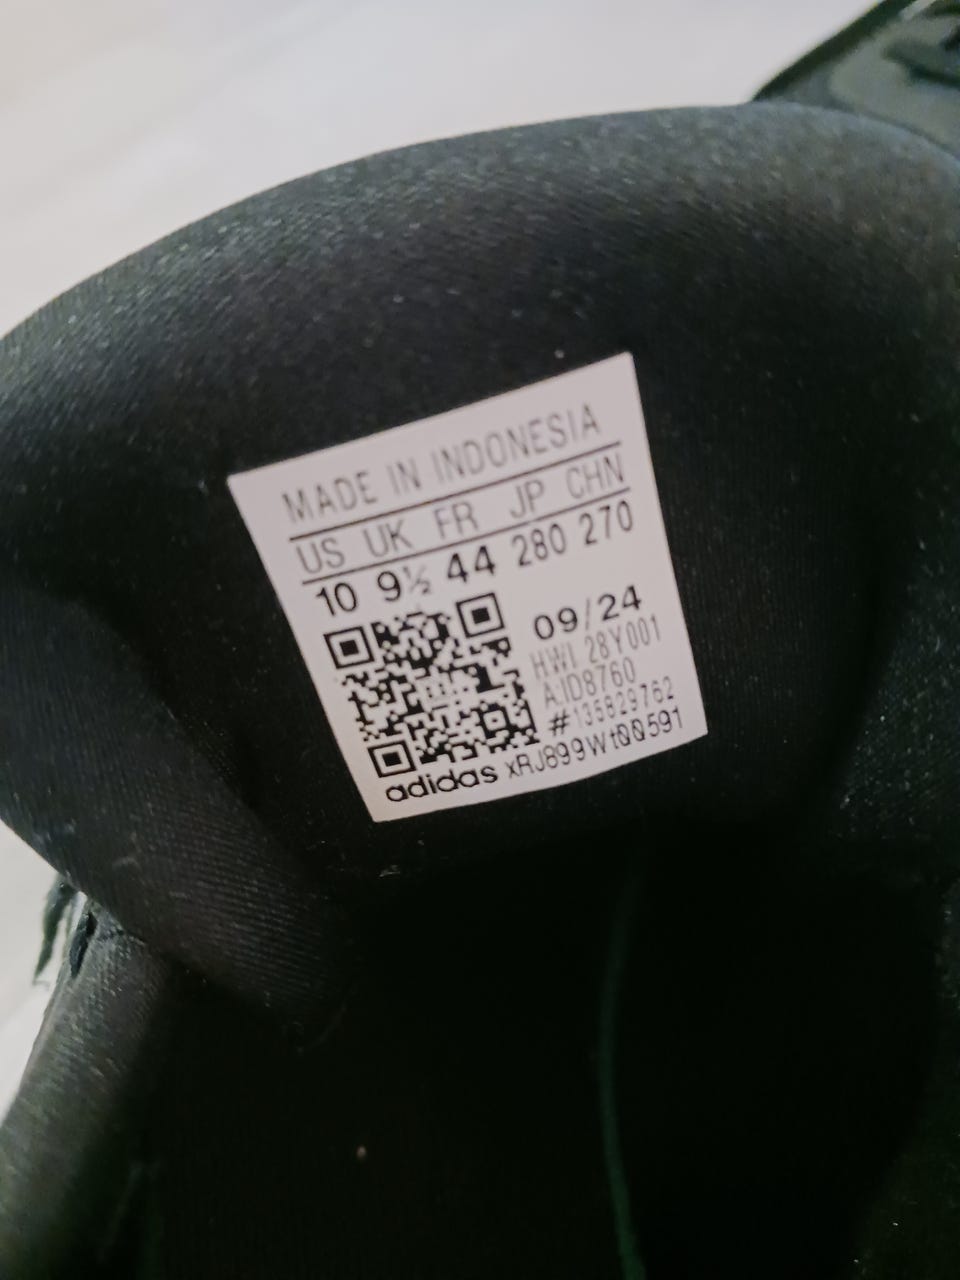 MADE IN INDONESIA
US UK FR JP CHN
10 9½ 44 280 270
09/24
HWI 28Y001
A:ID8760
#135829762
adidas xRJ899Wt00591